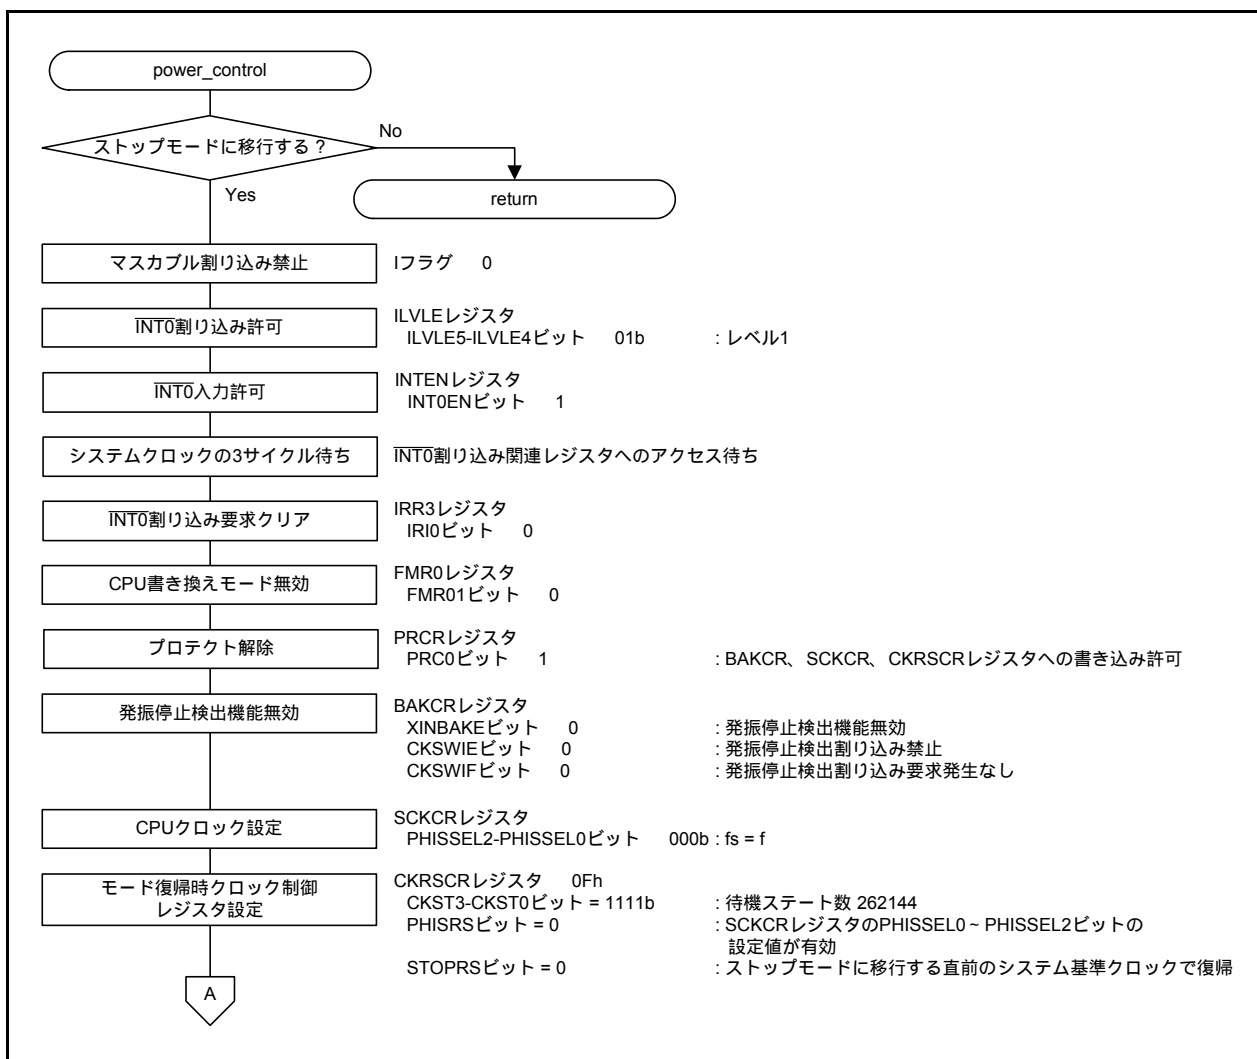 power_control
ストップモードに移行する?
No
Yes
return
マスカブル割り込み禁止 Iフラグ 0
INT0割り込み許可 ILVLEレジスタ
ILVLE5-ILVLE4ビット 01b : レベル1
INT0入力許可 INTENレジスタ
INT0ENビット 1
システムクロックの3サイクル待ち INT0割り込み関連レジスタへのアクセス待ち
INT0割り込み要求クリア IRR3レジスタ
IRI0ビット 0
CPU書き換えモード無効 FMR0レジスタ
FMR01ビット 0
プロテクト解除 PRCRレジスタ
PRC0ビット 1 : BAKCR、SCKCR、CKRSCRレジスタへの書き込み許可
発振停止検出機能無効 BAKCRレジスタ
XINBAKEビット 0 : 発振停止検出機能無効
CKSWIEビット 0 : 発振停止検出割り込み禁止
CKSWIFビット 0 : 発振停止検出割り込み要求発生なし
CPUクロック設定 SCKCRレジスタ
PHISSEL2-PHISSEL0ビット 000b : fs = f
モード復帰時クロック制御
レジスタ設定
CKRSCRレジスタ 0Fh
CKST3-CKST0ビット = 1111b : 待機ステート数 262144
PHISRSビット = 0 : SCKCRレジスタのPHISSEL0 ~ PHISSEL2ビットの
設定値が有効
STOPRSビット = 0 : ストップモードに移行する直前のシステム基準クロックで復帰
A